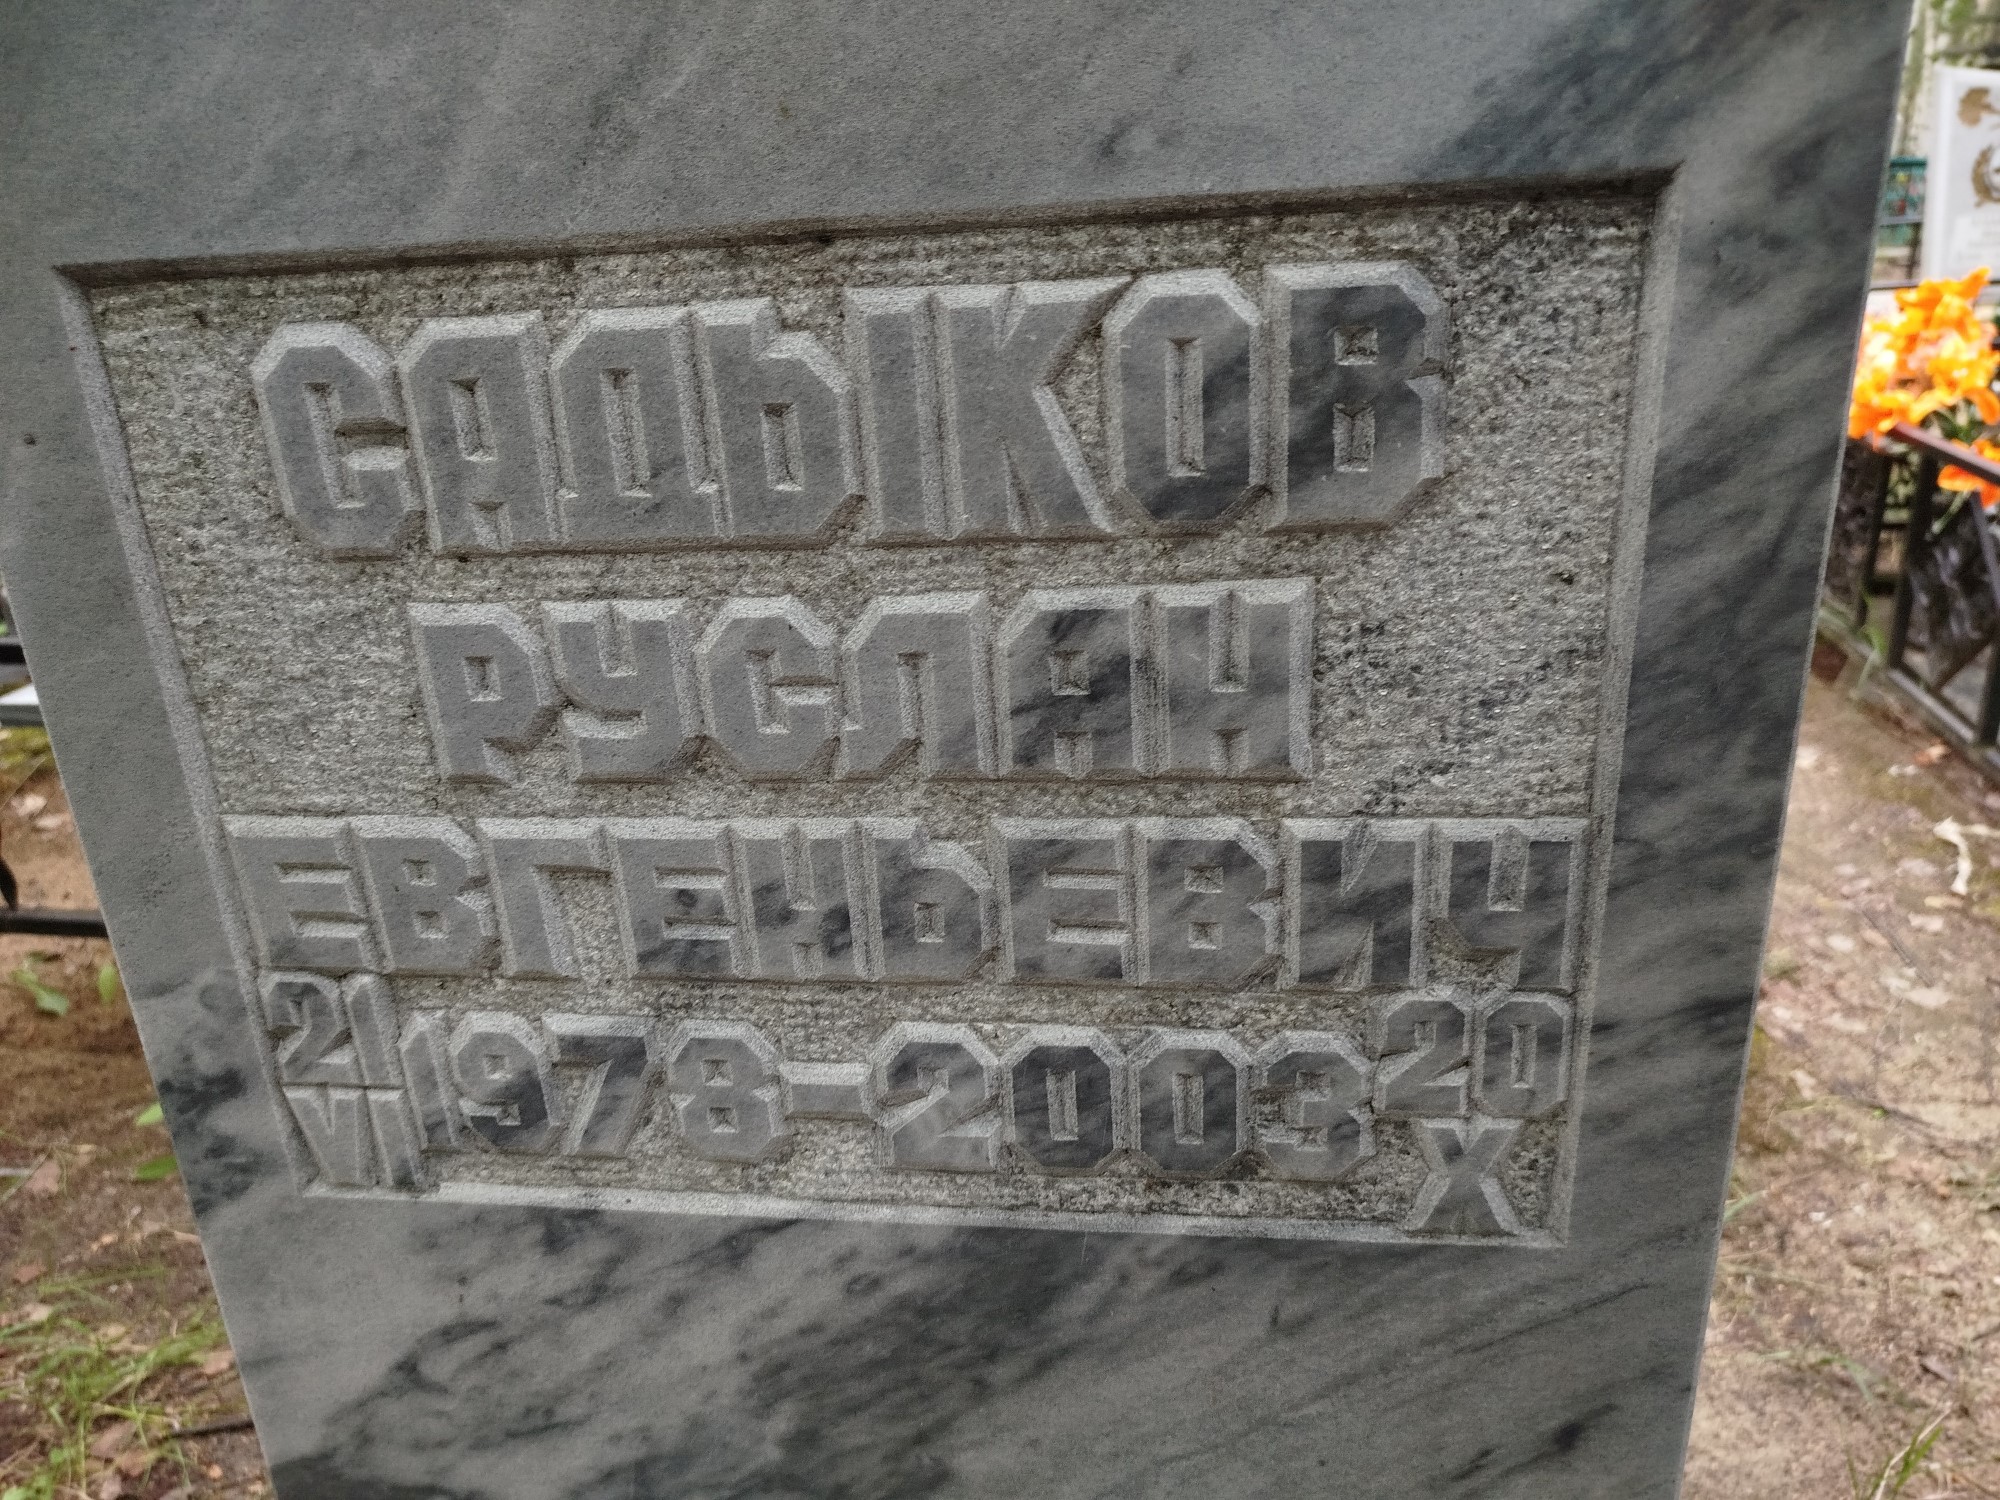 САДЫКОВ
РУСЛАН
ЕВГЕНЬЕВИЧ
21 VI 1978-2003 20 X